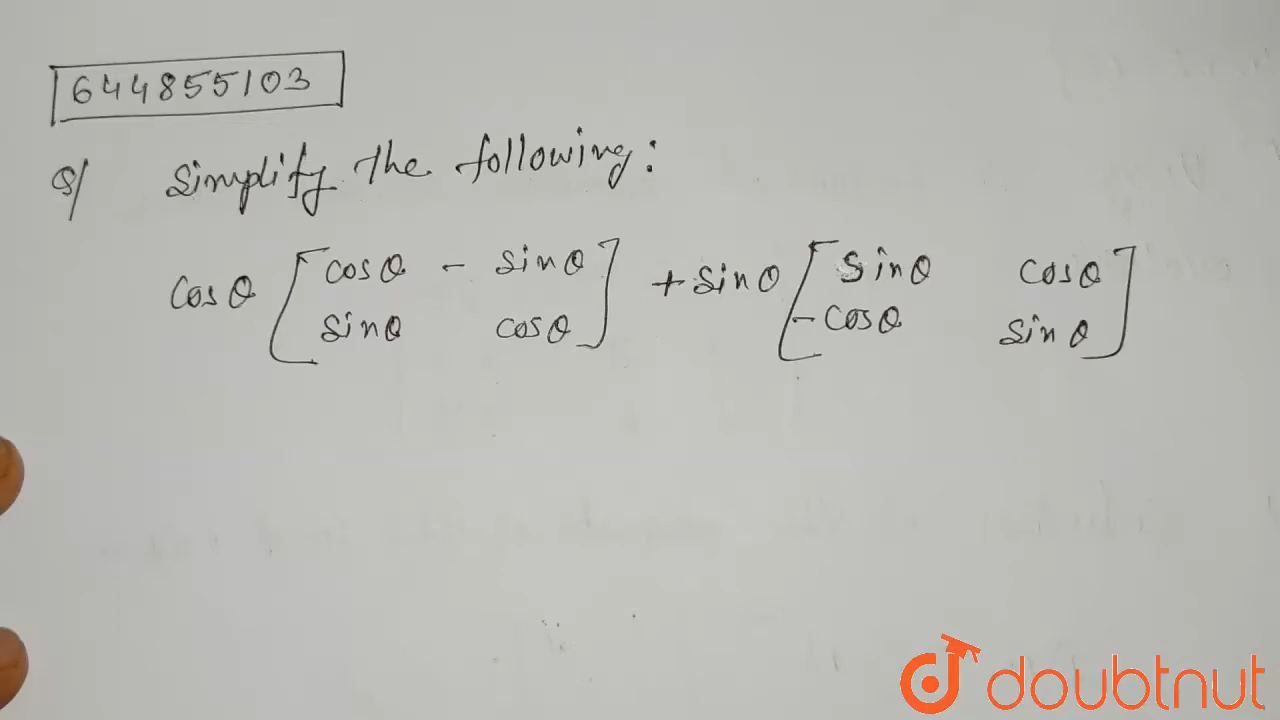 644855103
Q/ Simplify the following:
cosθ [ cosθ - sinθ ] + sinθ [ sinθ cosθ ]
sinθ cosθ -cosθ sinθ
doubtnut